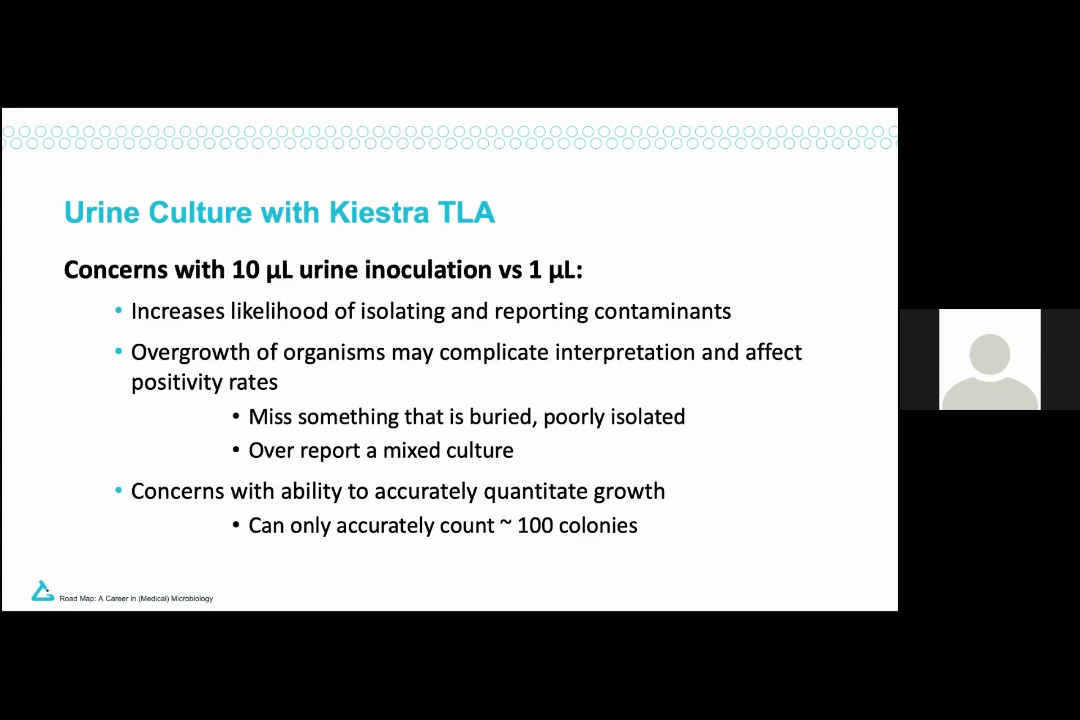 Urine Culture with Kiestra TLA
Concerns with 10 µL urine inoculation vs 1 µL:
• Increases likelihood of isolating and reporting contaminants
• Overgrowth of organisms may complicate interpretation and affect
positivity rates
• Miss something that is buried, poorly isolated
• Over report a mixed culture
• Concerns with ability to accurately quantitate growth
• Can only accurately count ~ 100 colonies
Road Map: A Career in (Medical) Microbiology